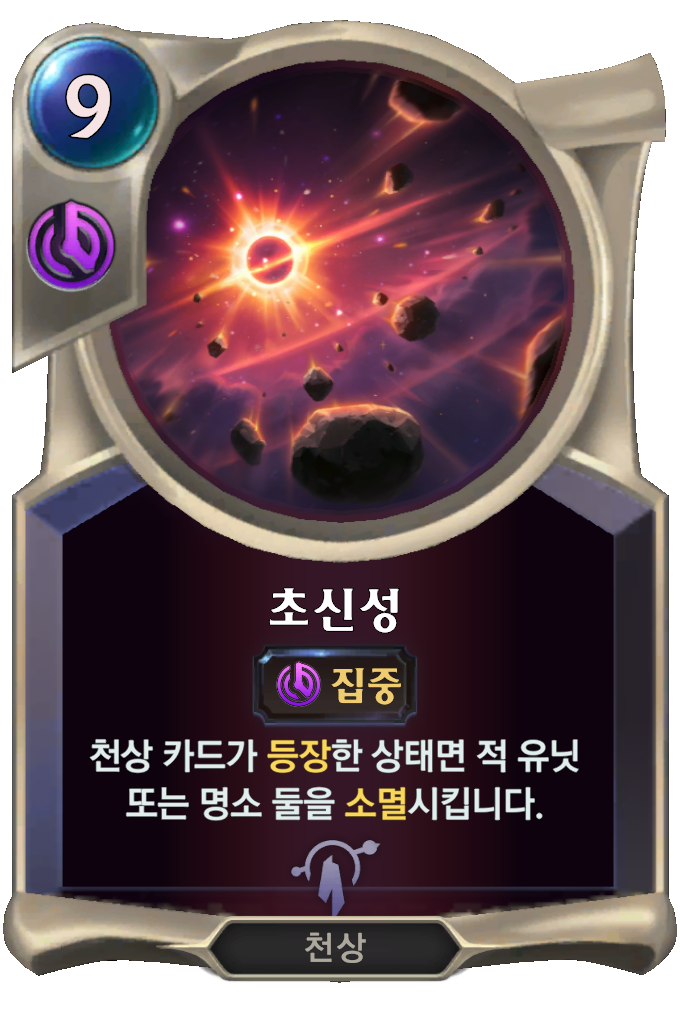 9
초신성
집중
천상 카드가 등장한 상태면 적 유닛
또는 명소 둘을 소멸시킵니다.
천상